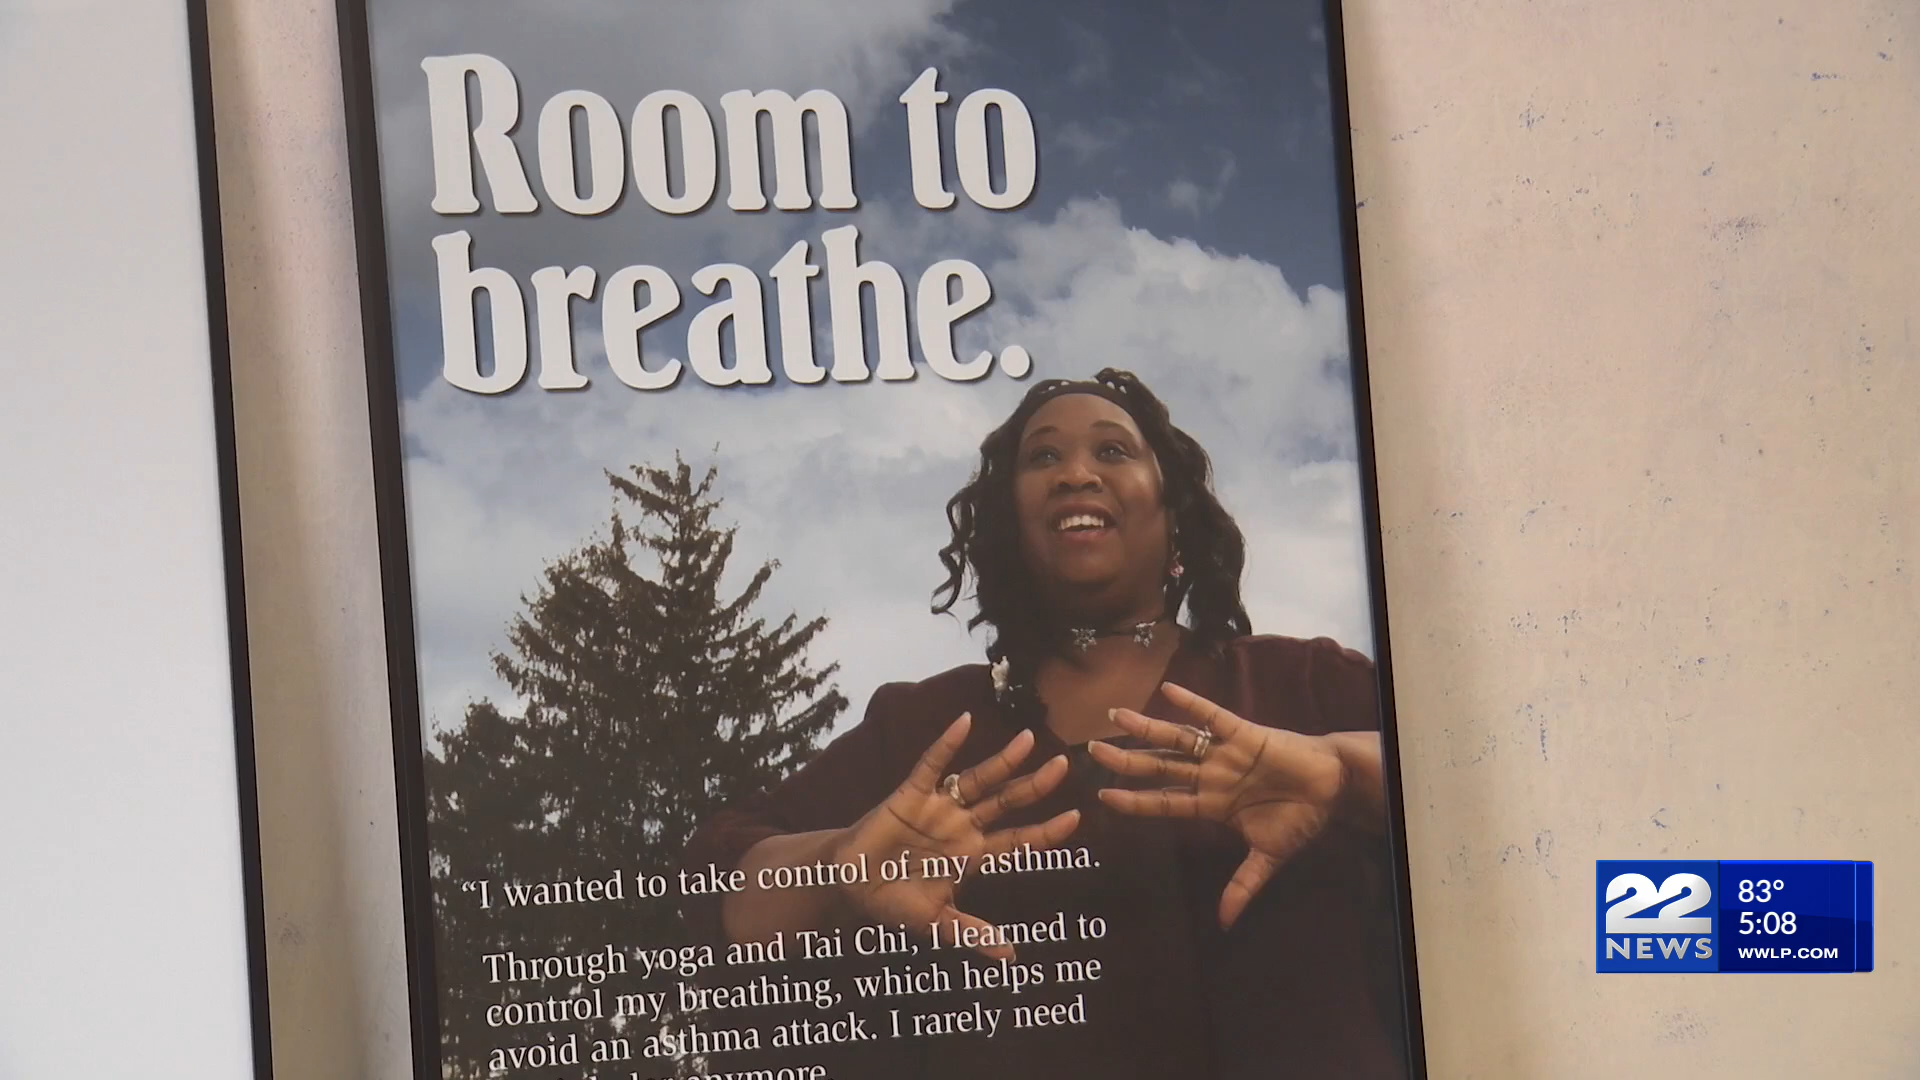 Room to
breathe.
“I wanted to take control of my asthma.
Through yoga and Tai Chi, I learned to
control my breathing, which helps me
avoid an asthma attack. I rarely need
anymore.
22
NEWS
83°
5:08
WWLP.COM